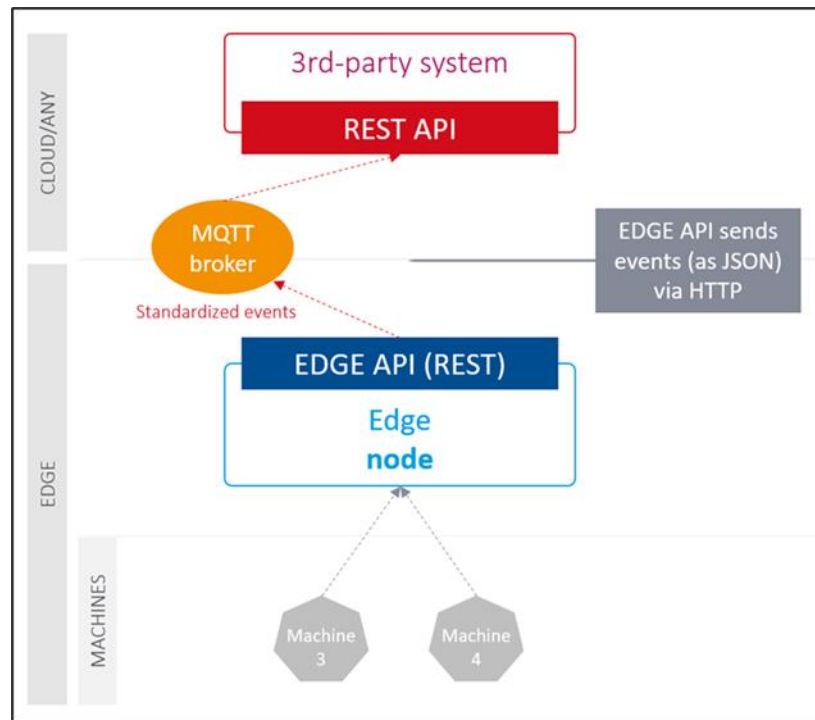 CLOUD/ANY
3rd-party system
REST API
MQTT
broker
EDGE API sends
events (as JSON)
via HTTP
Standardized events
EDGE
EDGE API (REST)
Edge
node
MACHINES
Machine
3
Machine
4